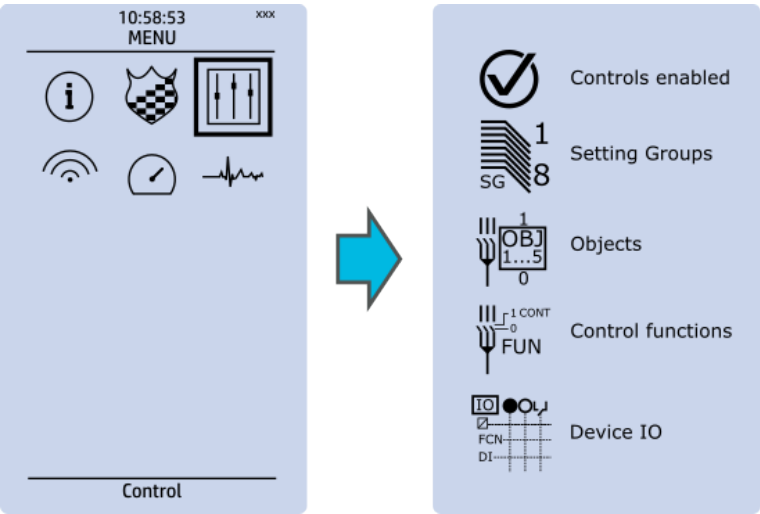 10:58:53 xxx
MENU
i
Control
Controls enabled
1
SG 8
Setting Groups
1
OBJ
1...5
0
Objects
1 CONT
0
FUN
Control functions
IO
FCN
DI
Device IO